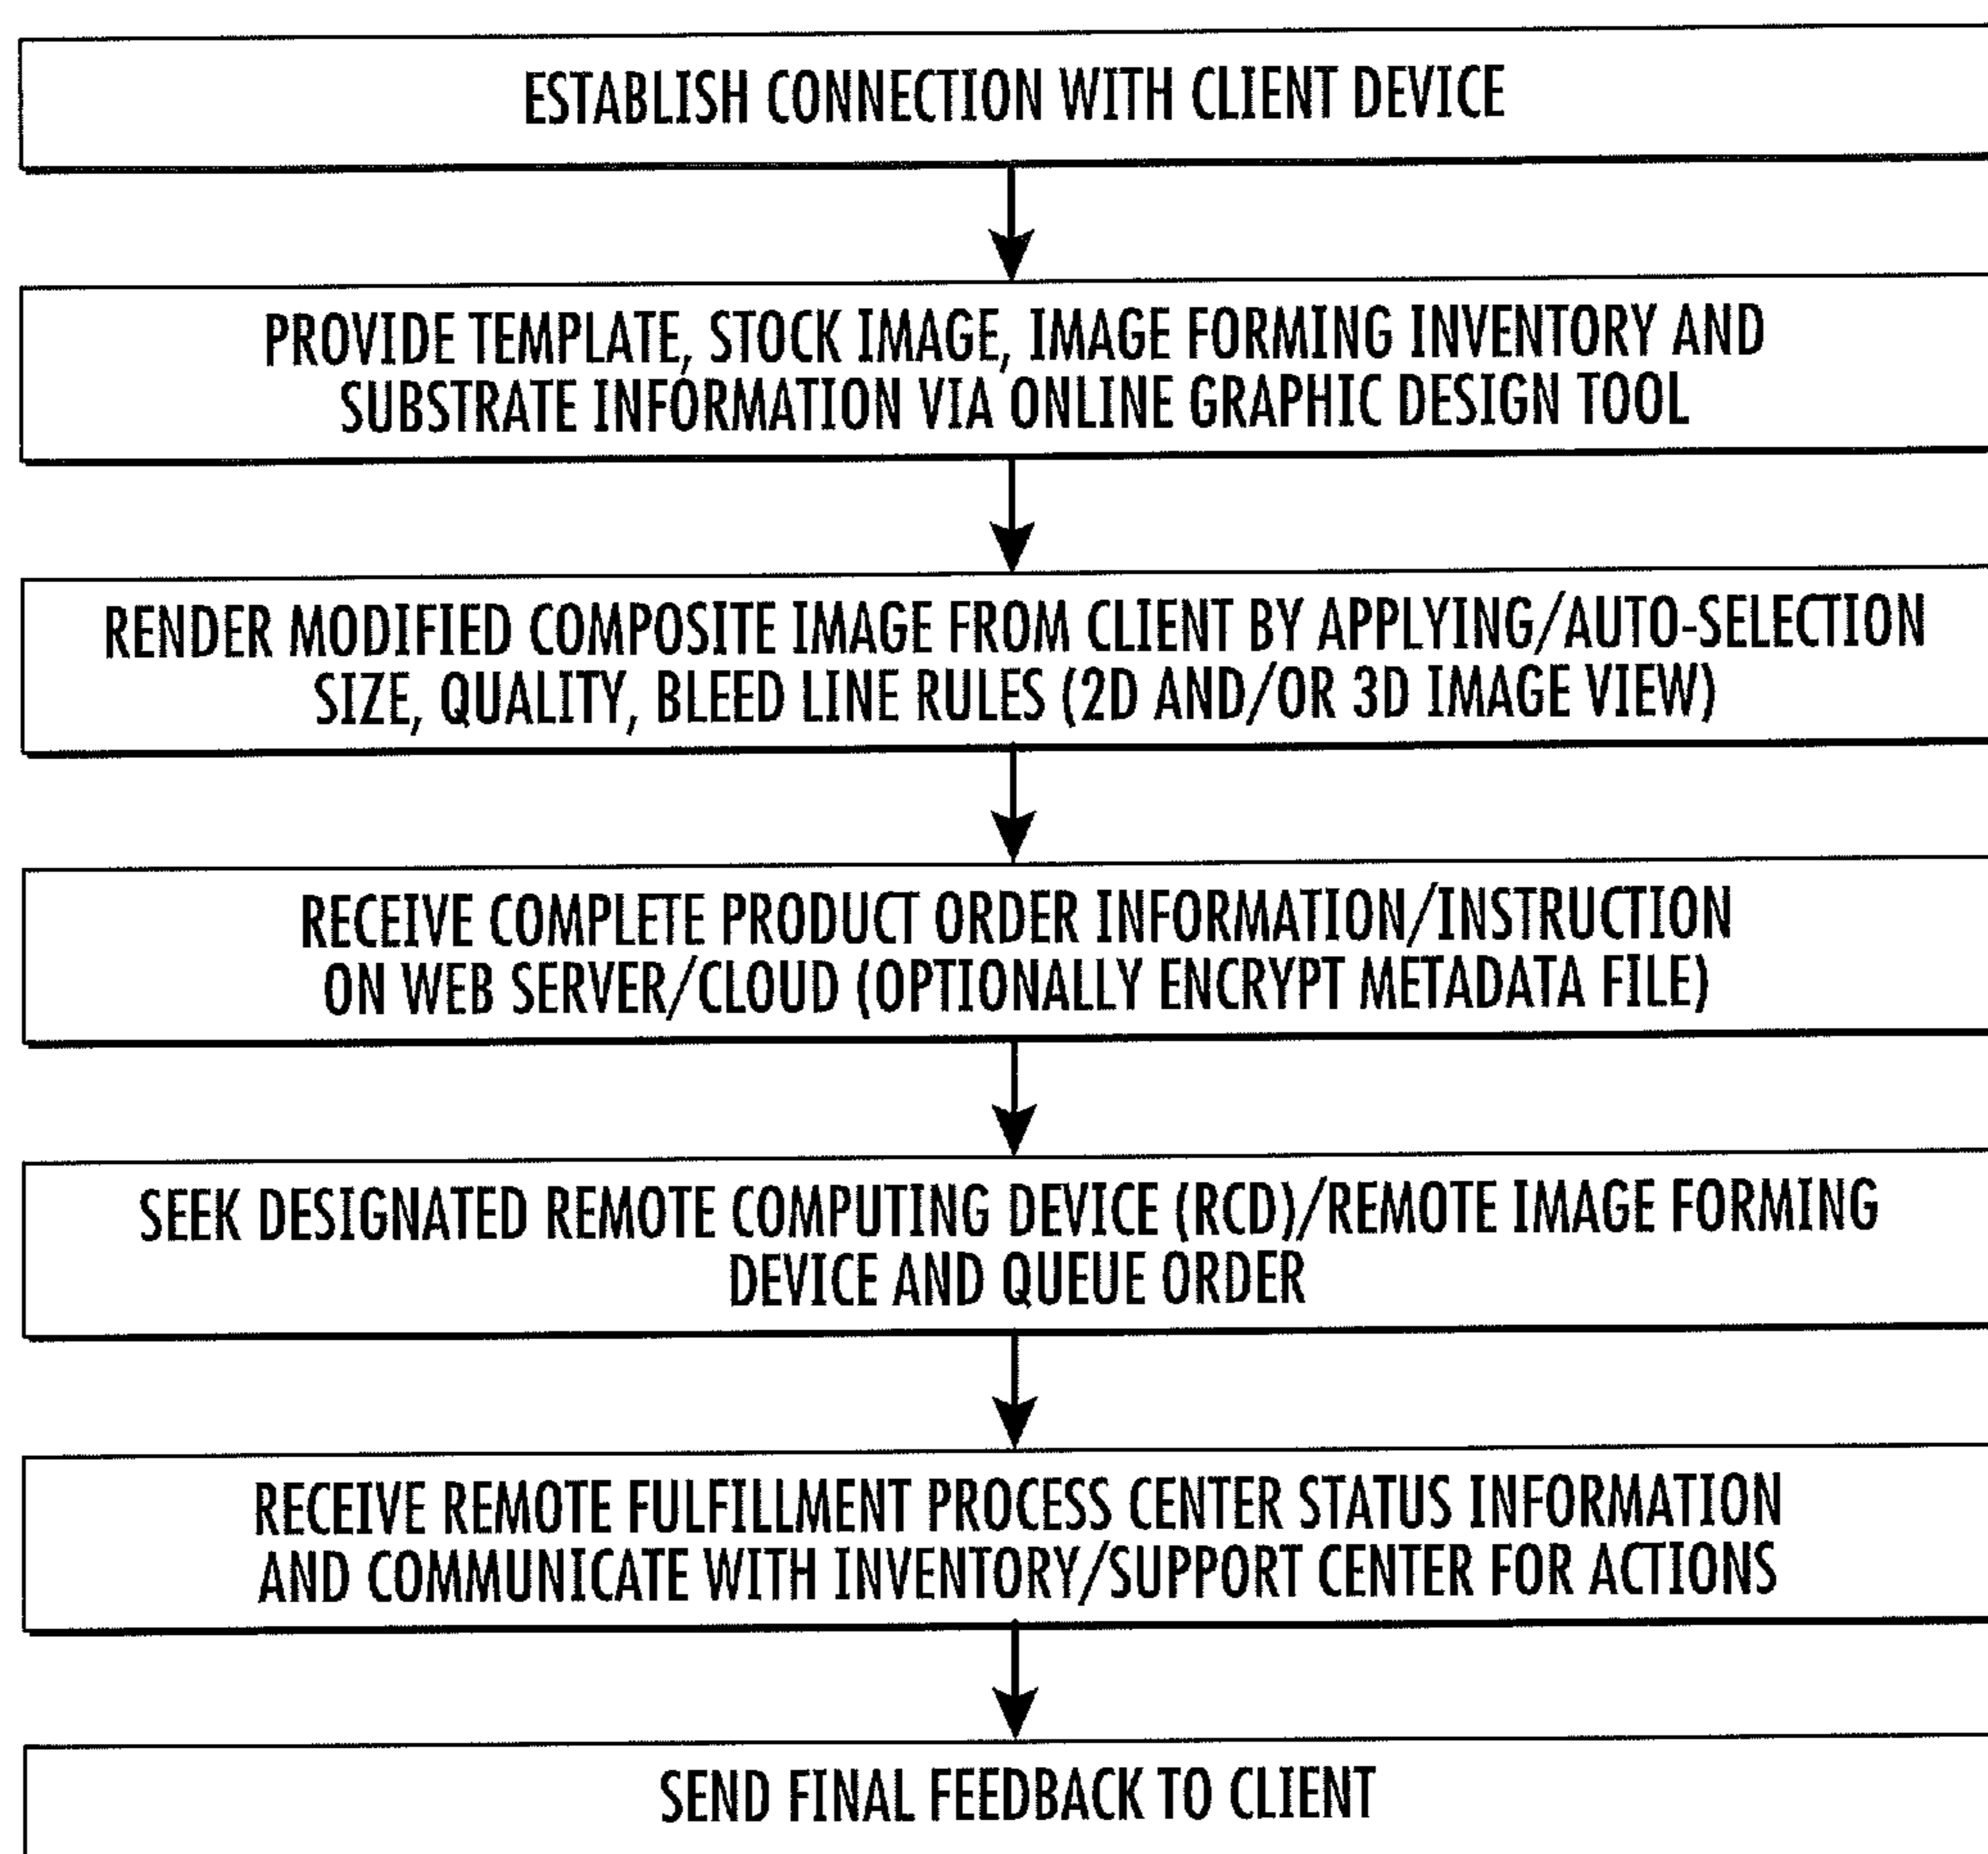 ESTABLISH CONNECTION WITH CLIENT DEVICE
PROVIDE TEMPLATE, STOCK IMAGE, IMAGE FORMING INVENTORY AND
SUBSTRATE INFORMATION VIA ONLINE GRAPHIC DESIGN TOOL
RENDER MODIFIED COMPOSITE IMAGE FROM CLIENT BY APPLYING/AUTO-SELECTION
SIZE, QUALITY, BLEED LINE RULES (2D AND/OR 3D IMAGE VIEW)
RECEIVE COMPLETE PRODUCT ORDER INFORMATION/INSTRUCTION
ON WEB SERVER/CLOUD (OPTIONALLY ENCRYPT METADATA FILE)
SEEK DESIGNATED REMOTE COMPUTING DEVICE (RCD)/REMOTE IMAGE FORMING
DEVICE AND QUEUE ORDER
RECEIVE REMOTE FULFILLMENT PROCESS CENTER STATUS INFORMATION
AND COMMUNICATE WITH INVENTORY/SUPPORT CENTER FOR ACTIONS
SEND FINAL FEEDBACK TO CLIENT